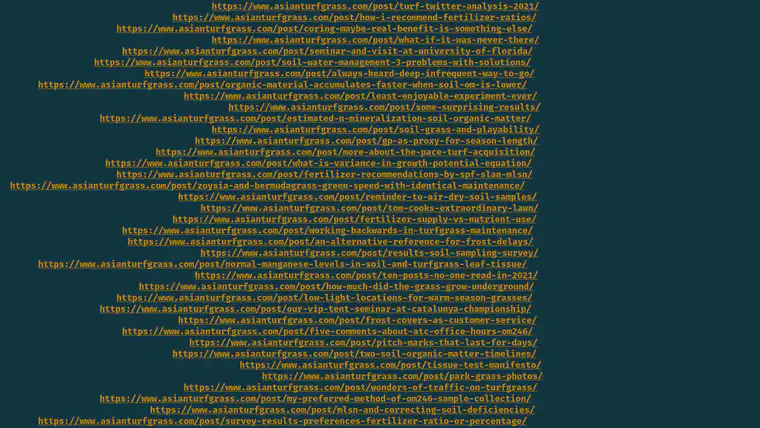 https://www.asianturfgrass.com/post/turf-twitter-analysis-2021/
https://www.asianturfgrass.com/post/how-i-recommend-fertilizer-ratios/
https://www.asianturfgrass.com/post/coring-maybe-real-benefit-is-something-else/
https://www.asianturfgrass.com/post/what-if-it-was-never-there/
https://www.asianturfgrass.com/post/seminar-and-visit-at-university-of-florida/
https://www.asianturfgrass.com/post/soil-water-management-3-problems-with-solutions/
https://www.asianturfgrass.com/post/always-heard-deep-infrequent-way-to-go/
https://www.asianturfgrass.com/post/organic-material-accumulates-faster-when-soil-om-is-lower/
https://www.asianturfgrass.com/post/least-enjoyable-experiment-ever/
https://www.asianturfgrass.com/post/some-surprising-results/
https://www.asianturfgrass.com/post/estimated-n-mineralization-soil-organic-matter/
https://www.asianturfgrass.com/post/soil-grass-and-playability/
https://www.asianturfgrass.com/post/gp-as-proxy-for-season-length/
https://www.asianturfgrass.com/post/more-about-the-pace-turf-acquisition/
https://www.asianturfgrass.com/post/what-is-variance-in-growth-potential-equation/
https://www.asianturfgrass.com/post/fertilizer-recommendations-by-spf-slan-mlsn/
https://www.asianturfgrass.com/post/zoysia-and-bermudagrass-green-speed-with-identical-maintenance/
https://www.asianturfgrass.com/post/reminder-to-air-dry-soil-samples/
https://www.asianturfgrass.com/post/tom-cooks-extraordinary-lawn/
https://www.asianturfgrass.com/post/fertilizer-supply-vs-nutrient-use/
https://www.asianturfgrass.com/post/working-backwards-in-turfgrass-maintenance/
https://www.asianturfgrass.com/post/an-alternative-reference-for-frost-delays/
https://www.asianturfgrass.com/post/results-soil-sampling-survey/
https://www.asianturfgrass.com/post/normal-manganese-levels-in-soil-and-turfgrass-leaf-tissue/
https://www.asianturfgrass.com/post/ten-posts-no-one-read-in-2021/
https://www.asianturfgrass.com/post/how-much-did-the-grass-grow-underground/
https://www.asianturfgrass.com/post/low-light-locations-for-warm-season-grasses/
https://www.asianturfgrass.com/post/our-vip-tent-seminar-at-catalunya-championship/
https://www.asianturfgrass.com/post/frost-covers-as-customer-service/
https://www.asianturfgrass.com/post/five-comments-about-atc-office-hours-om246/
https://www.asianturfgrass.com/post/pitch-marks-that-last-for-days/
https://www.asianturfgrass.com/post/two-soil-organic-matter-timelines/
https://www.asianturfgrass.com/post/tissue-test-manifesto/
https://www.asianturfgrass.com/post/park-grass-photos/
https://www.asianturfgrass.com/post/wonders-of-traffic-on-turfgrass/
https://www.asianturfgrass.com/post/my-preferred-method-of-om246-sample-collection/
https://www.asianturfgrass.com/post/mlsn-and-correcting-soil-deficiencies/
https://www.asianturfgrass.com/post/survey-results-preferences-fertilizer-ratio-or-percentage/